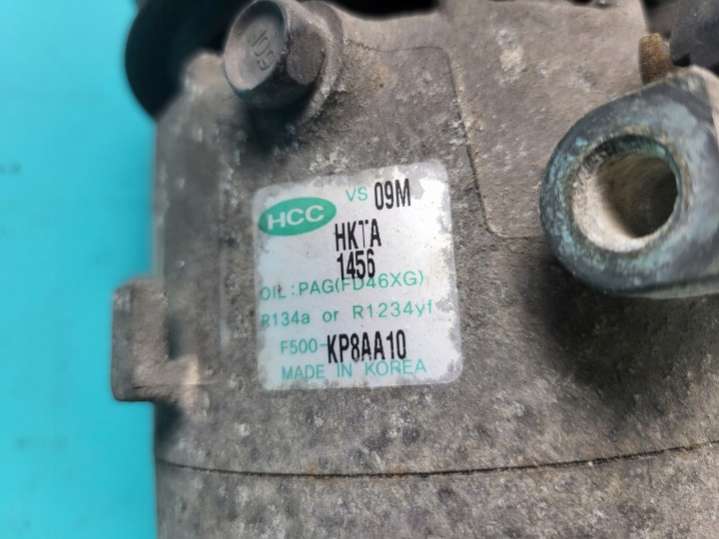 VS 09M
HCC
HKTA
1456
OIL : PAG(FD46XG)
R134a or R1234yf
F500-KP8AA10
MADE IN KOREA